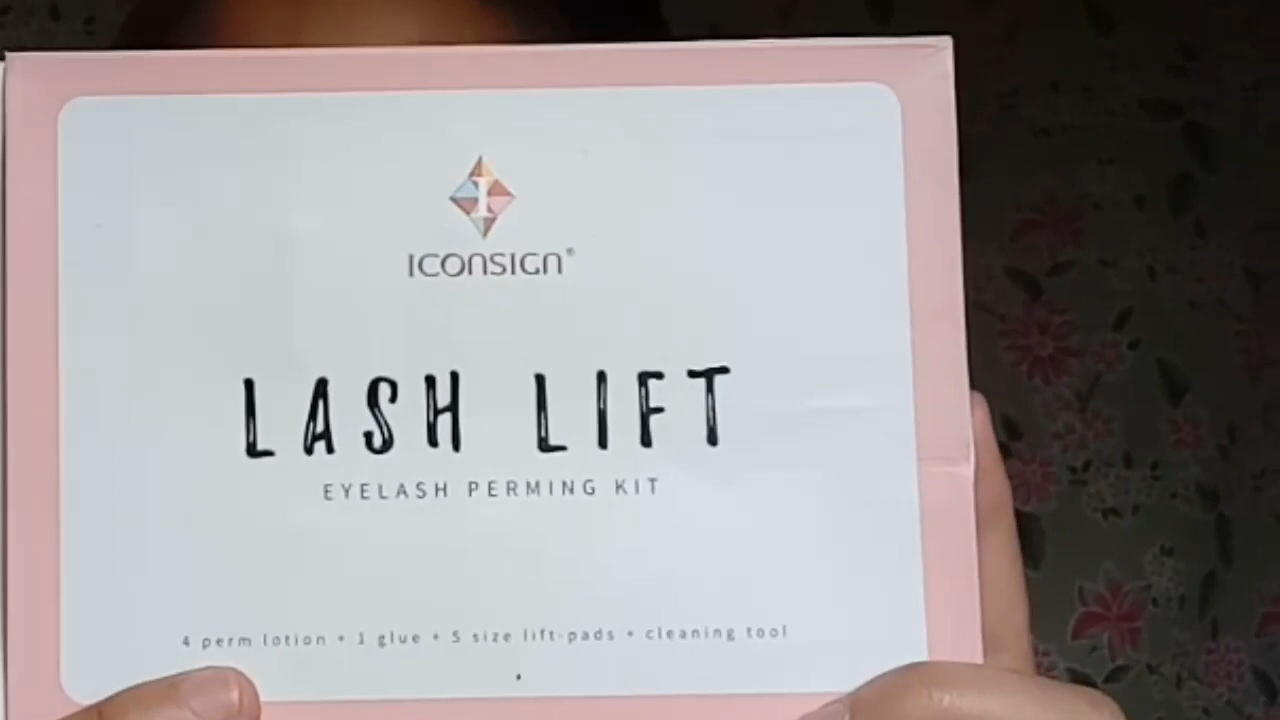 I
ICONSIGN®
LASH LIFT
EYELASH PERMING KIT
4 perm lotion + 1 glue + 5 size lift-pads + cleaning tool